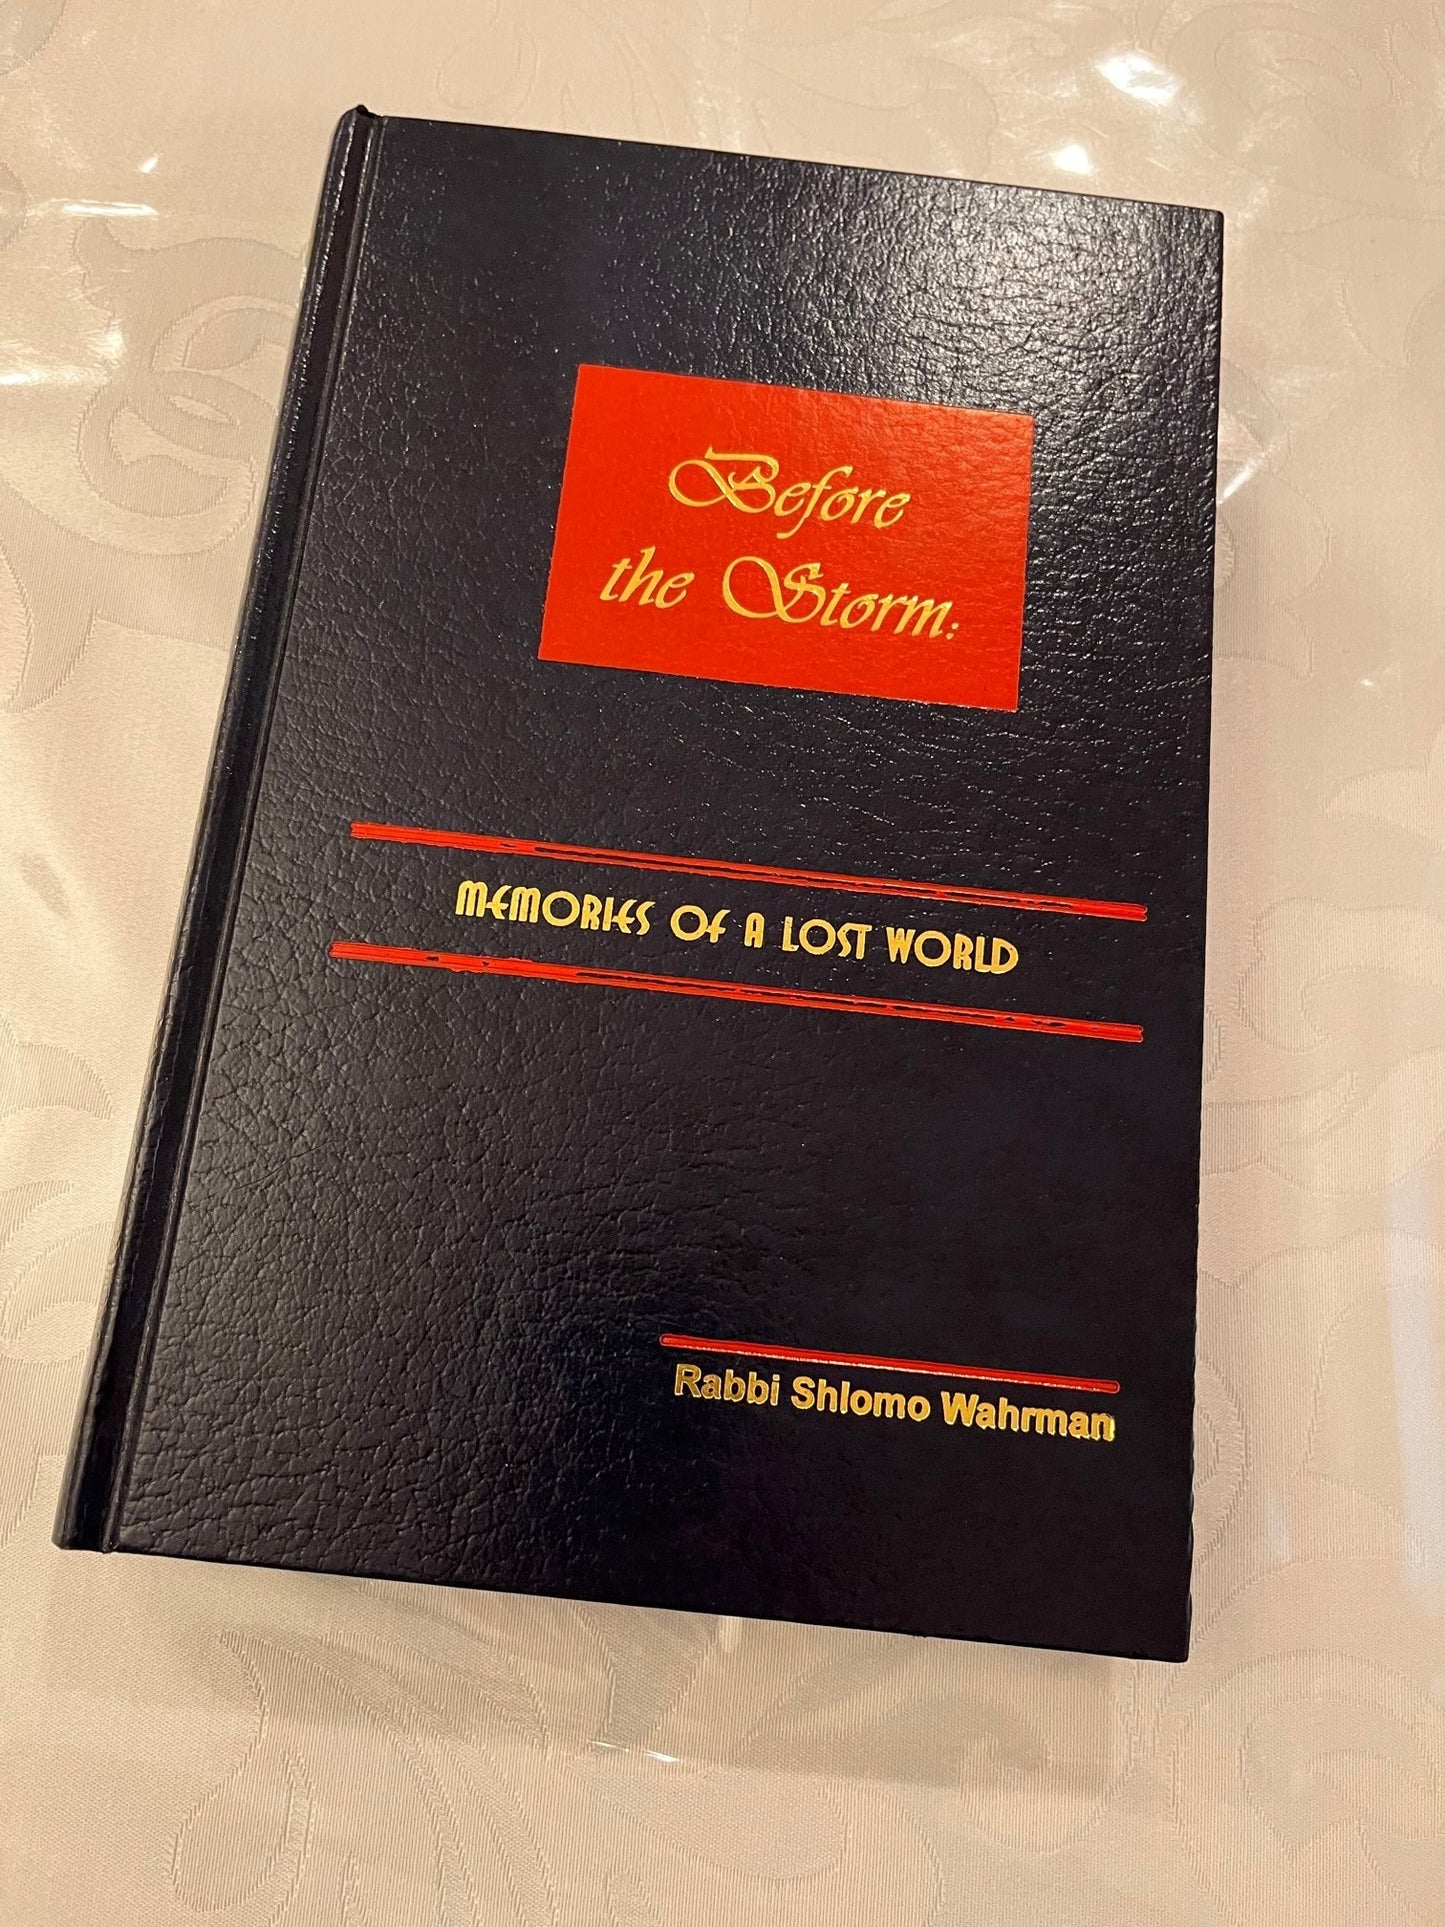 Before
the Storm:
MEMORIES OF A LOST WORLD
Rabbi Shlomo Wahrman